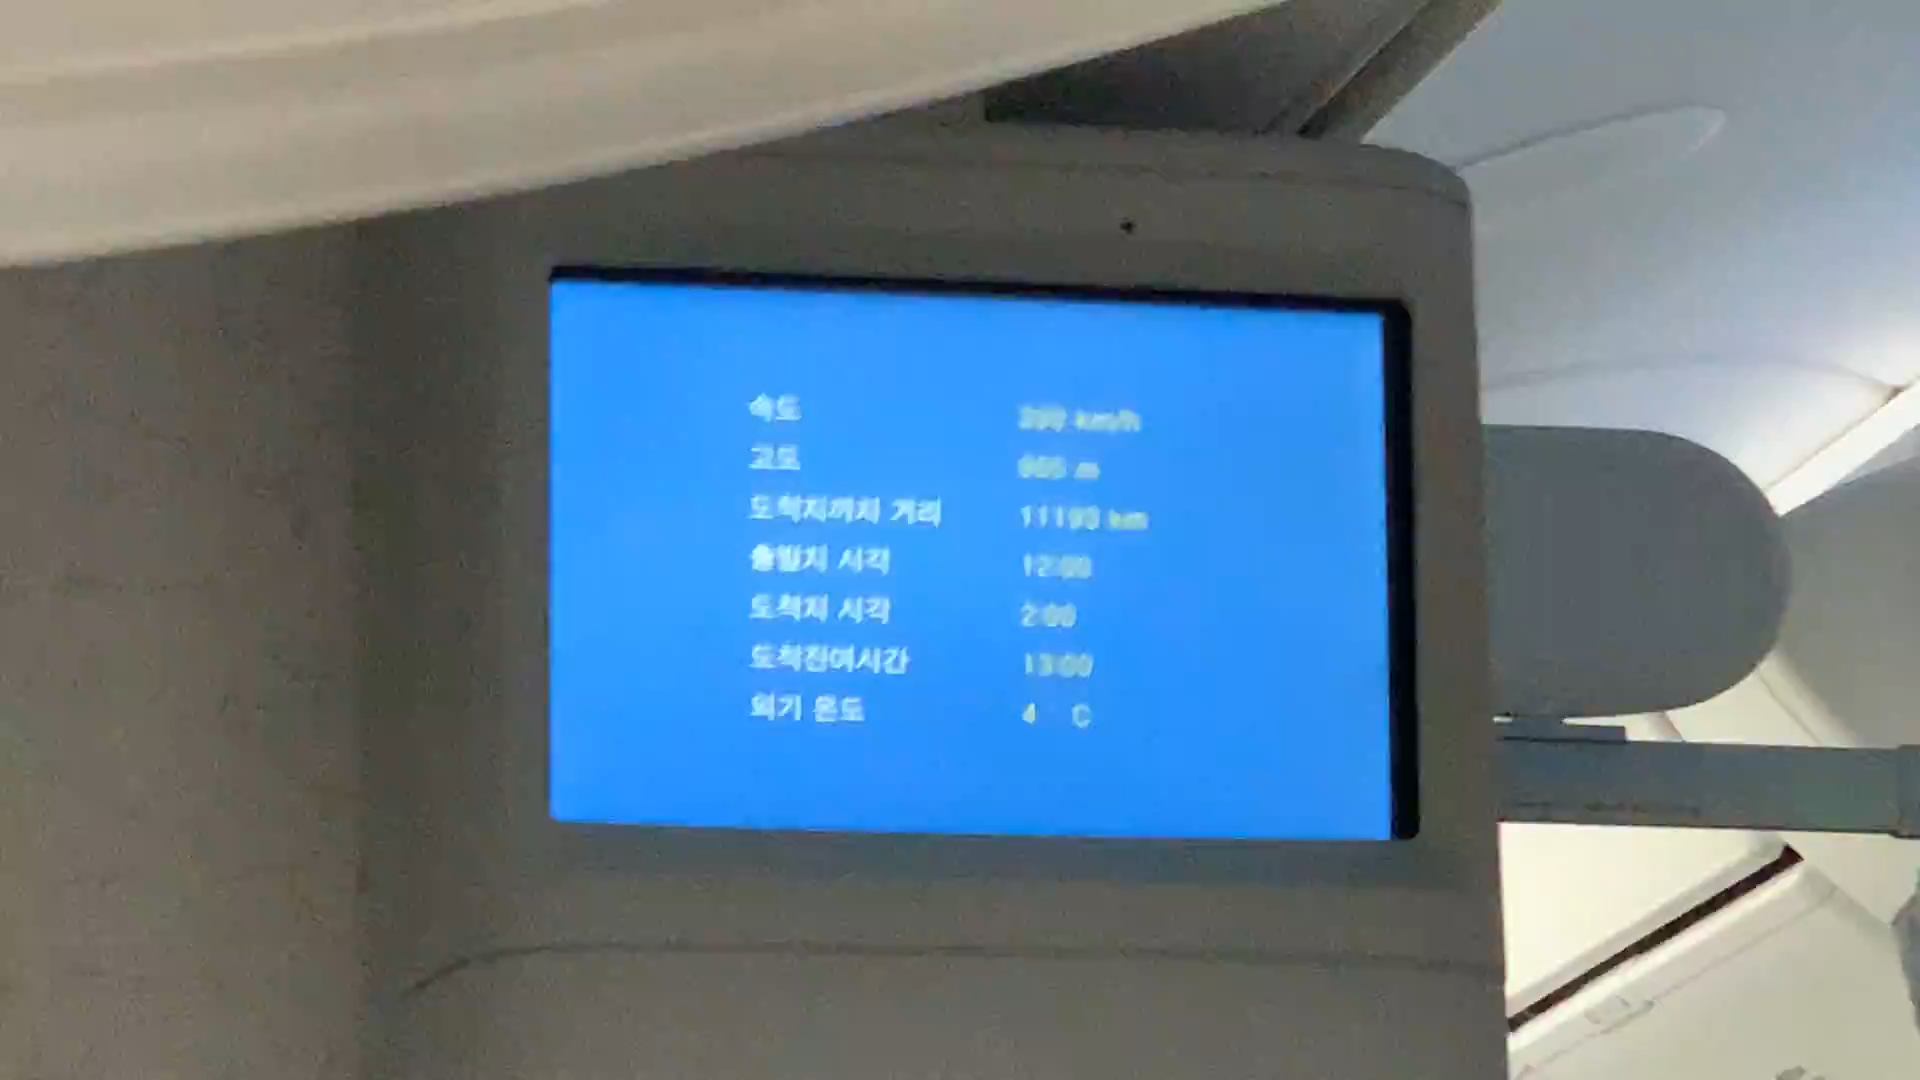 속도 km/h
고도 m
도착지까지 거리 km
출발지 시각 12:00
도착지 시각 2:00
도착잔여시간 13:00
외기 온도 4 C